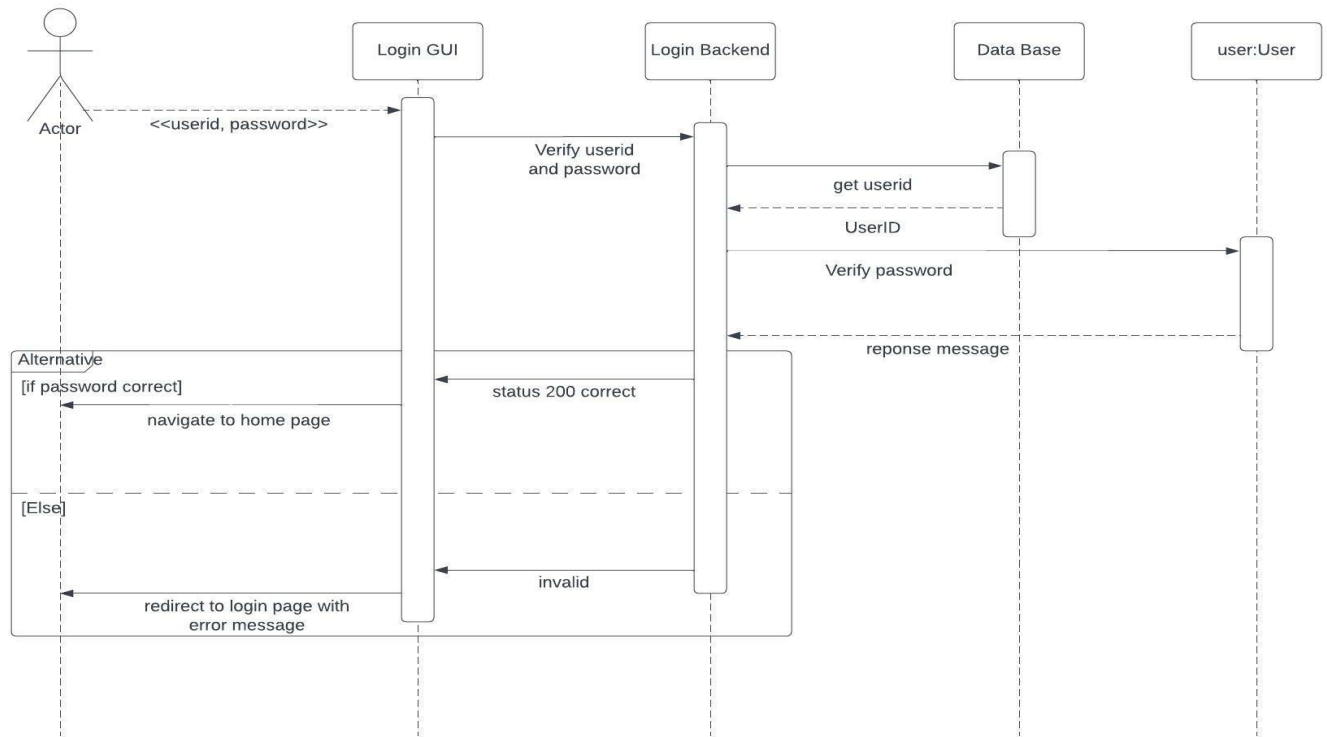 Login GUI
Login Backend
Data Base
user:User
Actor
<<userid, password>>
Verify userid
and password
get userid
UserID
Verify password
reponse message
Alternative
[if password correct]
status 200 correct
navigate to home page
[Else]
invalid
redirect to login page with
error message